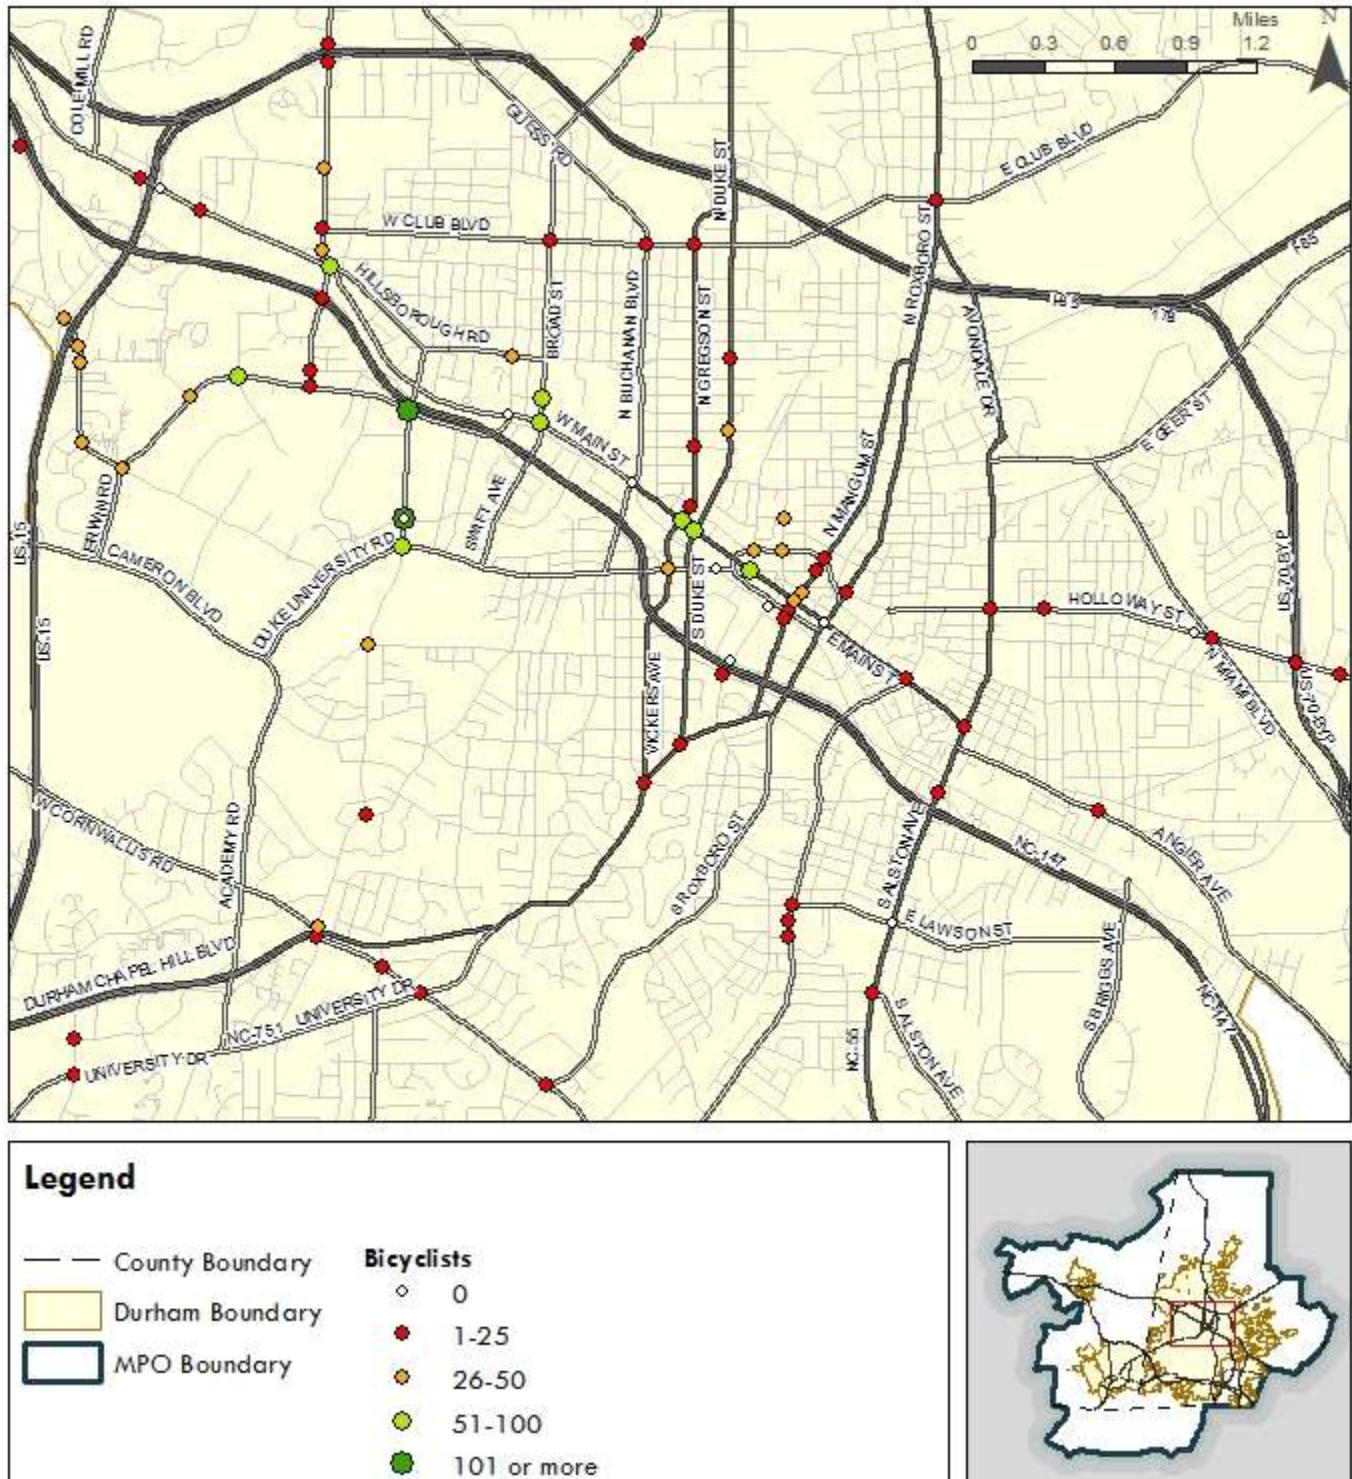 Miles
N
0 0.3 0.6 0.9 1.2
COLE MILL RD
GUESS RD
N DUKE ST
E CLUB BLVD
W CLUB BLVD
N ROXBORO ST
I-85
I-85
HILLSBOROUGH RD
BROAD ST
N BUCHANAN BLVD
N GREGSON ST
AVONDALE DR
E GEER ST
W MAIN ST
N MANGUM ST
ERWIN RD
SWIFT AVE
US 15
CAMERON BLVD
DUKE UNIVERSITY RD
S DUKE ST
US 70 BYP
HOLLOWAY ST
US 15
E MAIN ST
N MIAMI BLVD
US 70 BYP
VICKERS AVE
W CORNWALLIS RD
ACADEMY RD
S ROXBORO ST
S ALSTON AVE
NC-147
ANGIER AVE
E LAWSON ST
DURHAM CHAPEL HILL BLVD
S BRIGGS AVE
NC-751 UNIVERSITY DR
NC-147
NC 55
S ALSTON AVE
UNIVERSITY DR
Legend
County Boundary
Durham Boundary
MPO Boundary
Bicyclists
0
1-25
26-50
51-100
101 or more